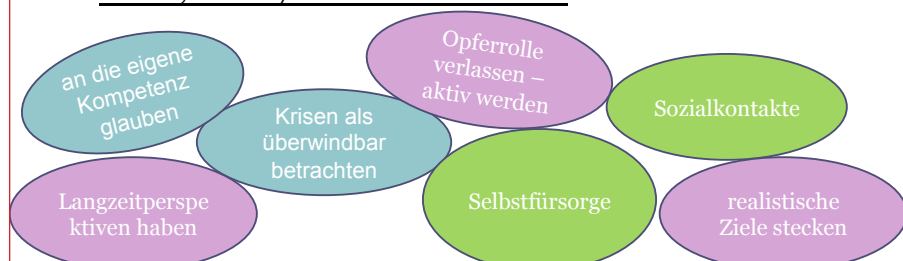 an die eigene
Kompetenz
glauben
Krisen als
überwindbar
betrachten
Opferrolle
verlassen –
aktiv werden
Sozialkontakte
Langzeitperspe
ktiven haben
Selbstfürsorge
realistische
Ziele stecken